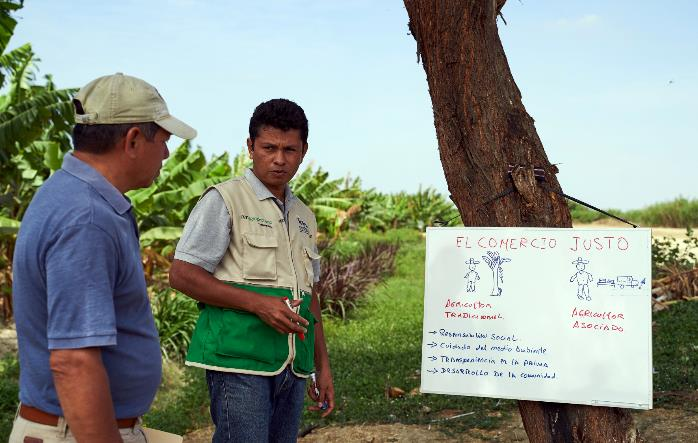 EL COMERCIO JUSTO
AGRICULTOR
TRADICIONAL
AGRICULTOR
ASOCIADO
→ RESPONSABILIDAD SOCIAL.
→ Cuidado del medio Ambiente
→ TRANSPARENCIA EN LA PRIMA
→ DESARROLLO DE LA comunidad.